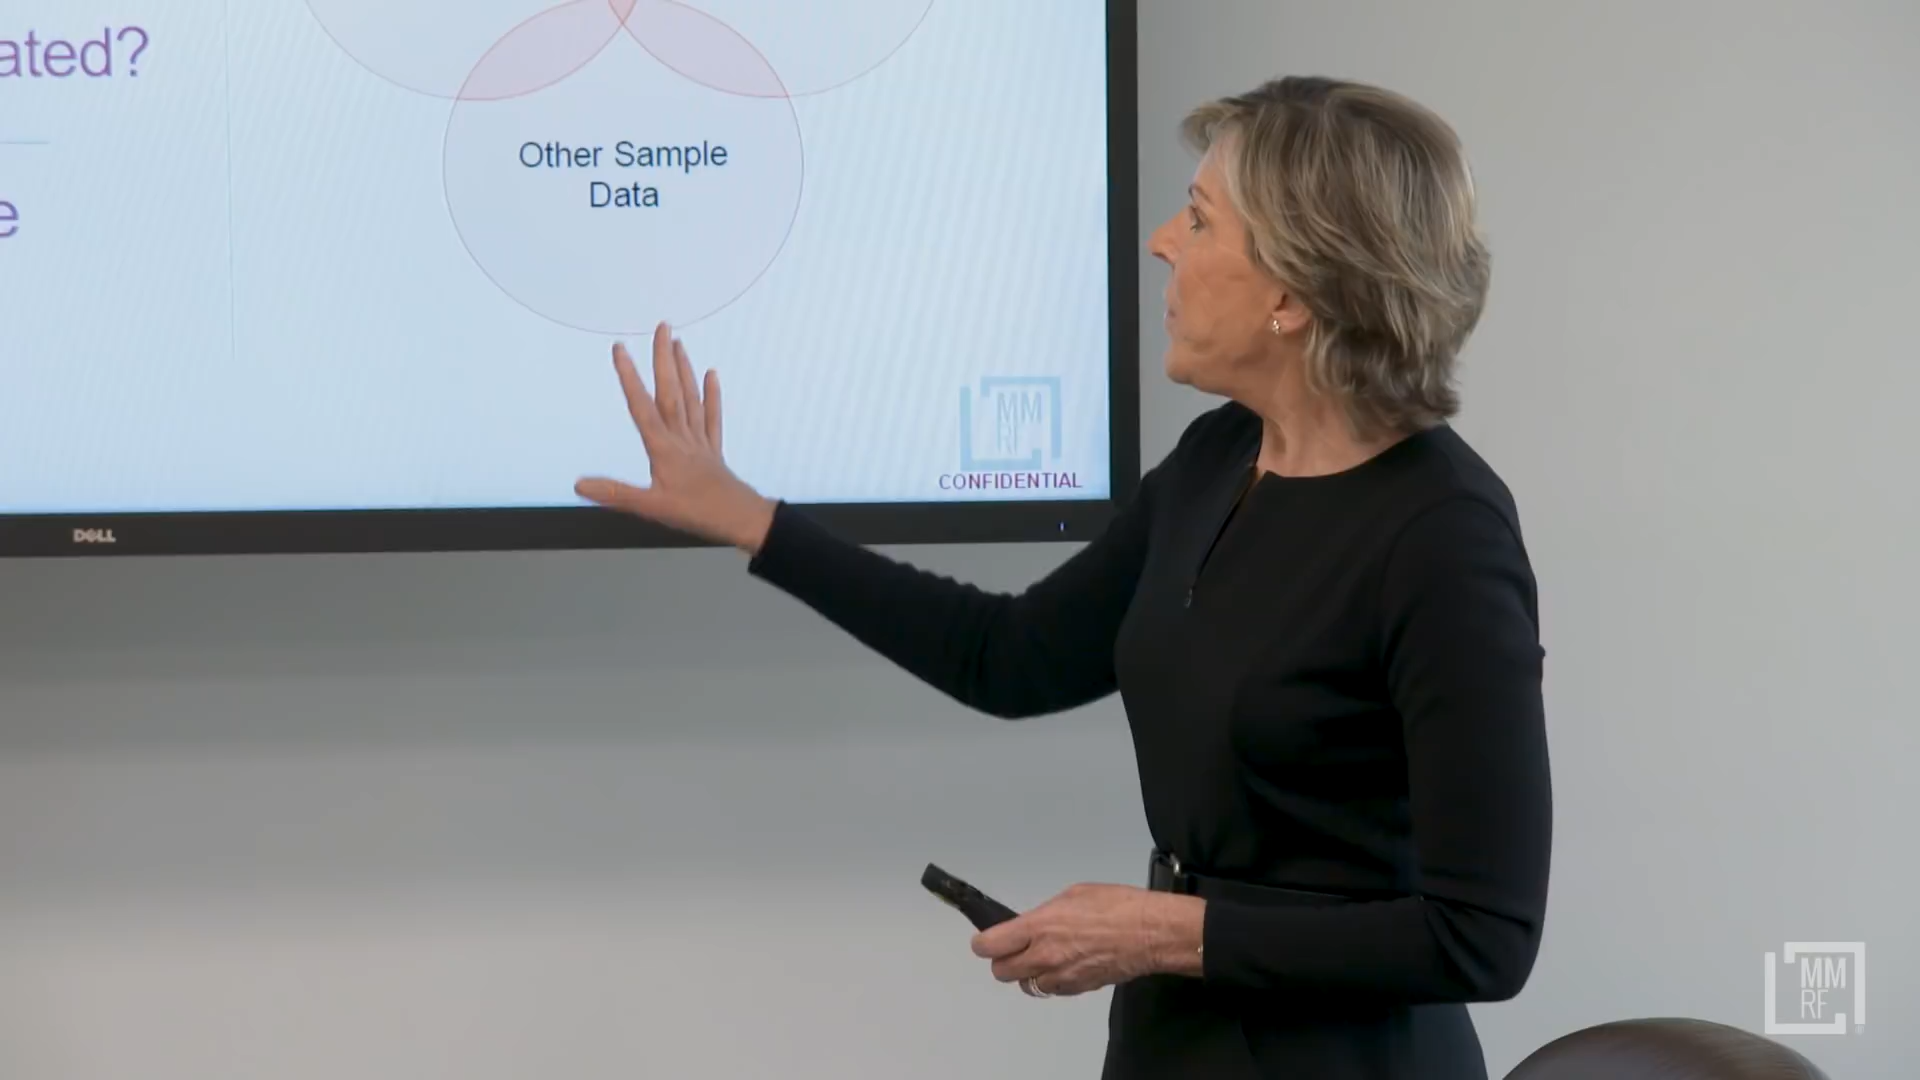 ated?
e
Other Sample
Data
MM
RF
CONFIDENTIAL
DELL
MM
RF